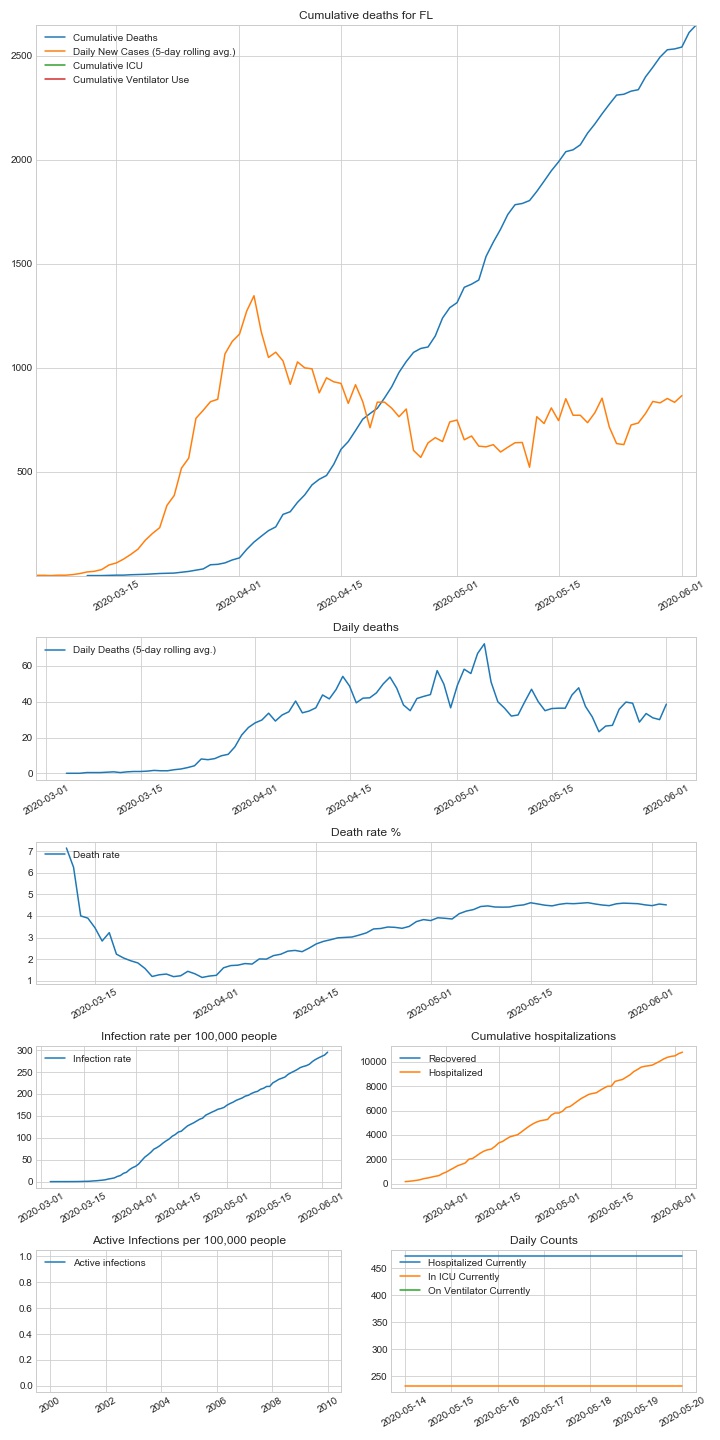 Cumulative deaths for FL
Cumulative Deaths
Daily New Cases (5-day rolling avg.)
Cumulative ICU
Cumulative Ventilator Use
2500
2000
1500
1000
500
2020-03-15 2020-04-01 2020-04-15 2020-05-01 2020-05-15 2020-06-01
Daily deaths
Daily Deaths (5-day rolling avg.)
60
40
20
0
2020-03-01 2020-03-15 2020-04-01 2020-04-15 2020-05-01 2020-05-15 2020-06-01
Death rate %
Death rate
7
6
5
4
3
2
1
2020-03-15 2020-04-01 2020-04-15 2020-05-01 2020-05-15 2020-06-01
Infection rate per 100,000 people
Infection rate
300
250
200
150
100
50
0
2020-03-01 2020-03-15 2020-04-01 2020-04-15 2020-05-01 2020-05-15 2020-06-01
Cumulative hospitalizations
Recovered
Hospitalized
10000
8000
6000
4000
2000
0
2020-04-01 2020-04-15 2020-05-01 2020-05-15 2020-06-01
Active Infections per 100,000 people
Active infections
1.0
0.8
0.6
0.4
0.2
0.0
2000 2002 2004 2006 2008 2010
Daily Counts
Hospitalized Currently
In ICU Currently
On Ventilator Currently
450
400
350
300
250
2020-05-14 2020-05-15 2020-05-16 2020-05-17 2020-05-18 2020-05-19 2020-05-20